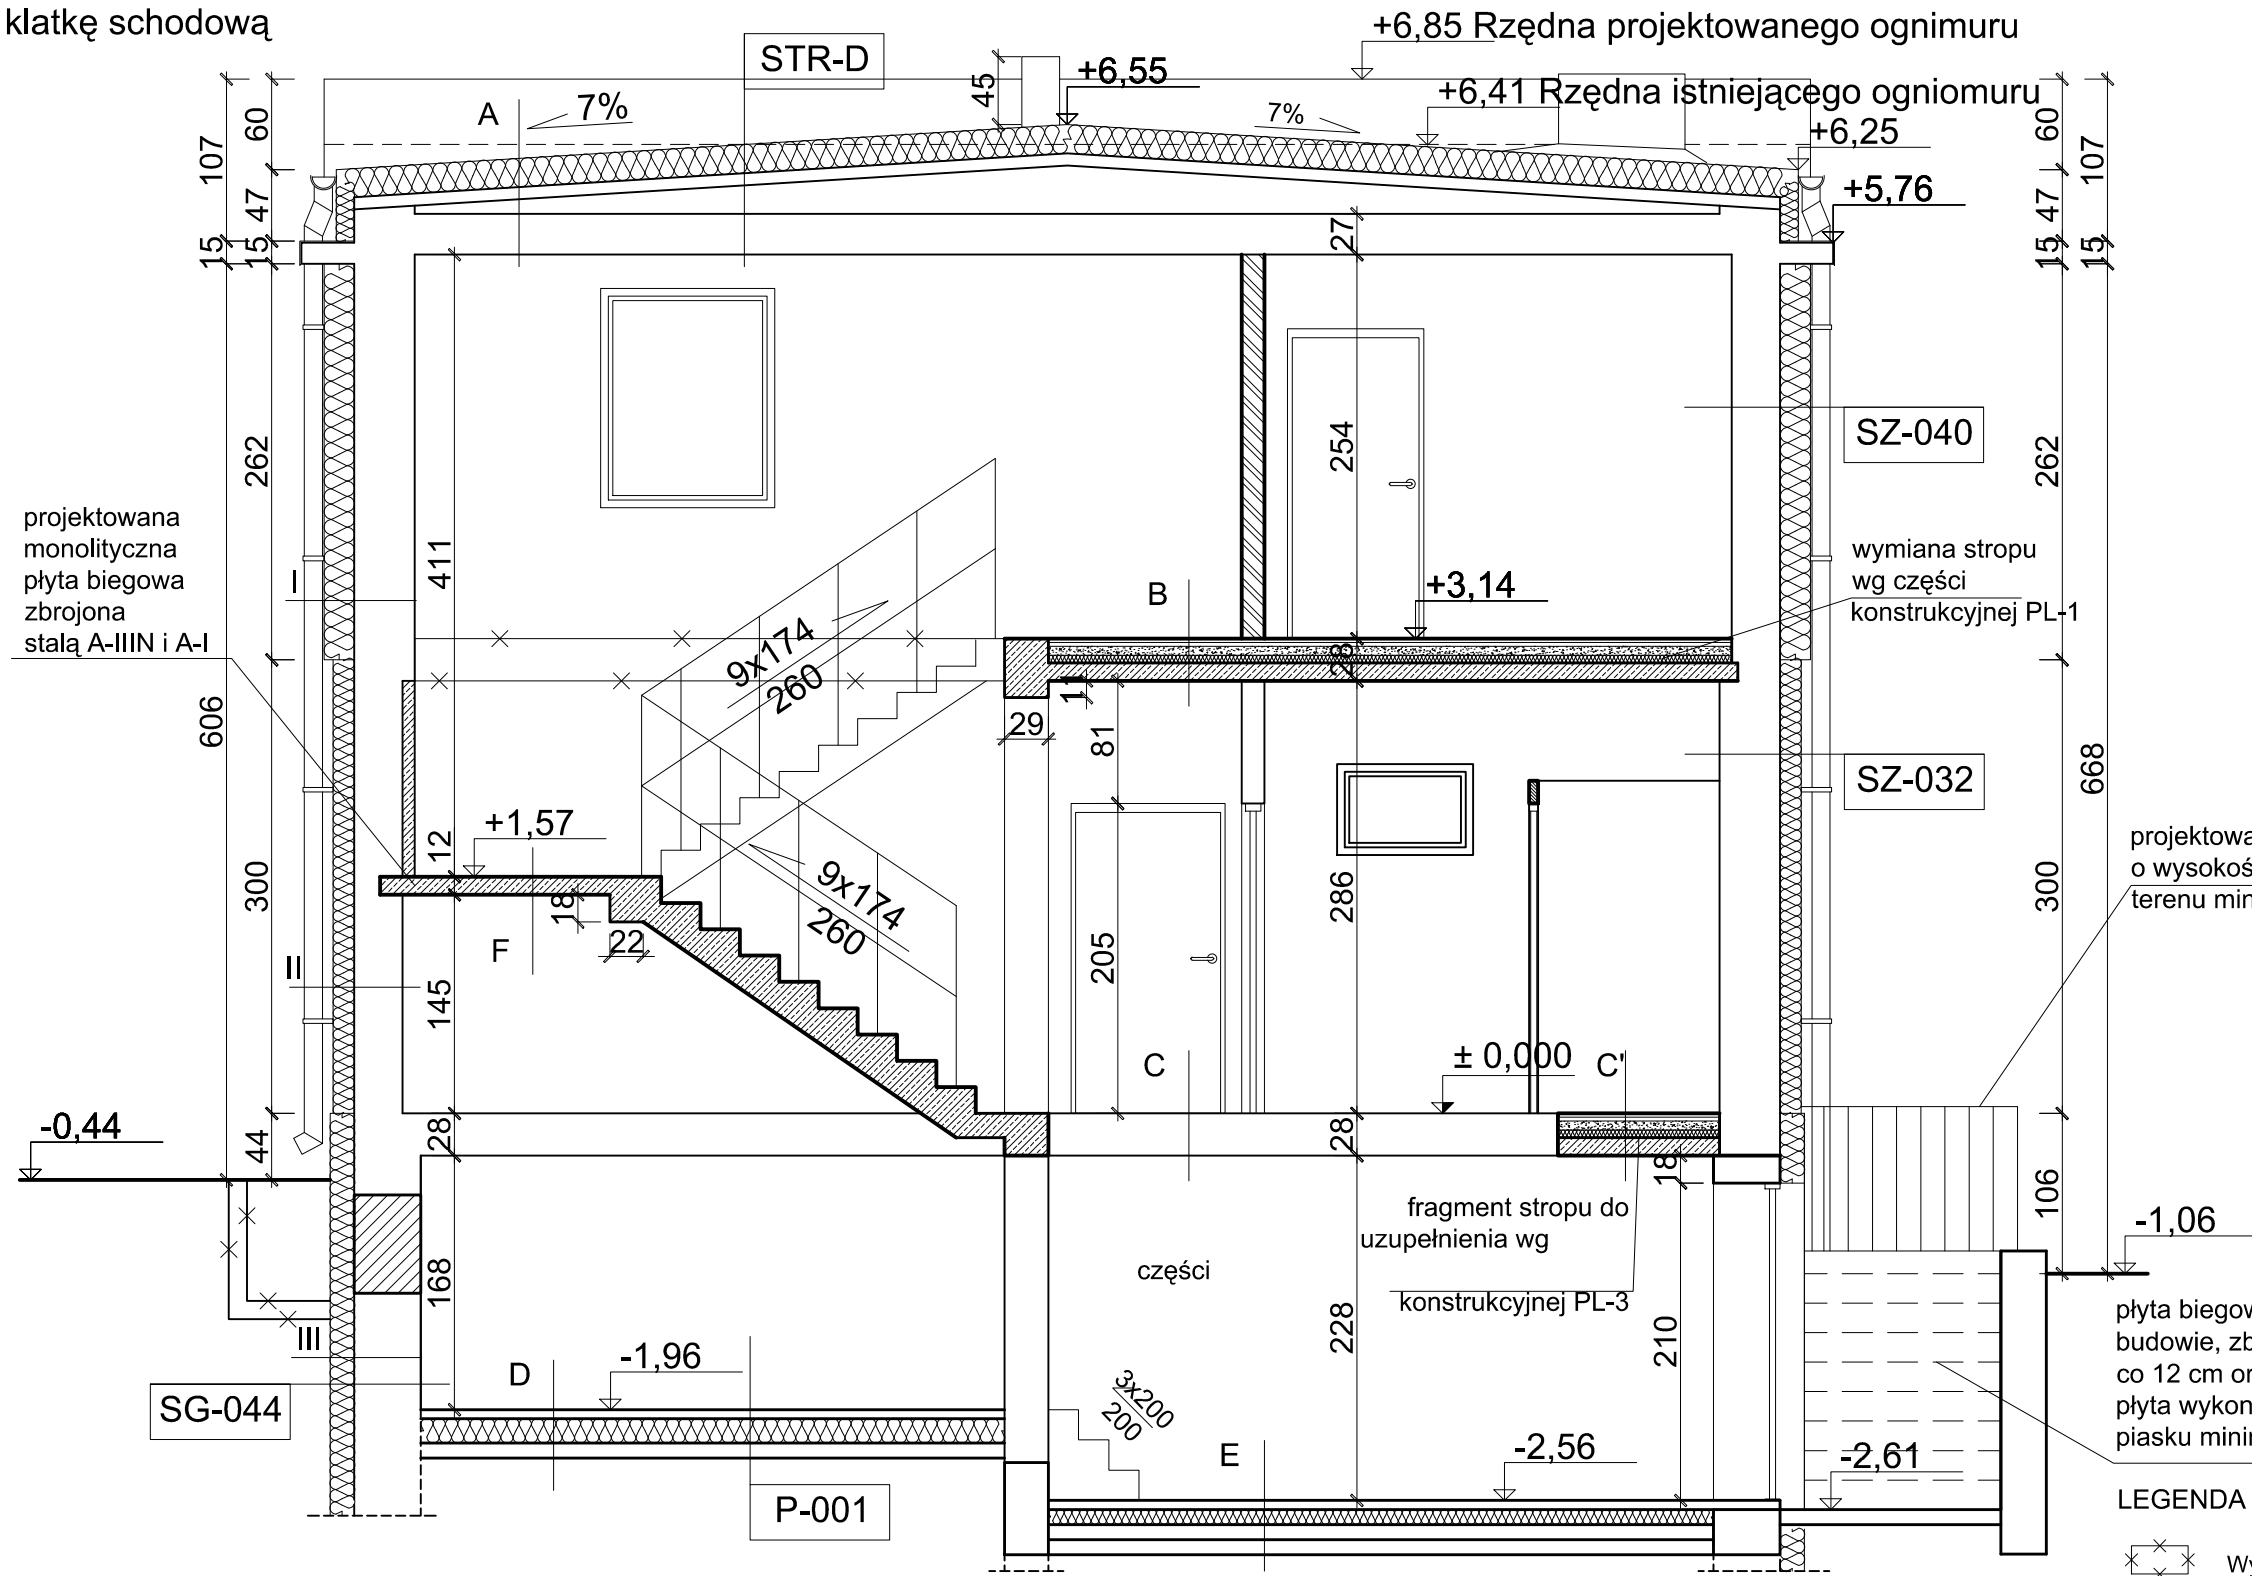 klatkę schodową
+6,85 Rzędna projektowanego ognimuru
STR-D
45
+6,55
+6,41 Rzędna istniejącego ogniomuru
A
7%
7%
+6,25
107
60
60
107
+5,76
47
47
15
15
27
15
15
262
254
SZ-040
262
projektowana
monolityczna
płyta biegowa
zbrojona
stalą A-IIIN i A-I
411
I
B
+3,14
wymiana stropu
wg części
konstrukcyjnej PL-1
9x174
260
28
11
29
81
606
668
SZ-032
+1,57
12
9x174
260
300
18
22
286
300
projektowa
o wysokoś
terenu min
F
II
145
205
C
± 0,000
C'
-0,44
44
28
28
18
106
-1,06
fragment stropu do
uzupełnienia wg
części
konstrukcyjnej PL-3
168
228
210
III
płyta biegow
budowie, zb
co 12 cm or
płyta wykon
piasku minir
D
-1,96
3x200
200
SG-044
E
-2,56
-2,61
P-001
LEGENDA
Wy